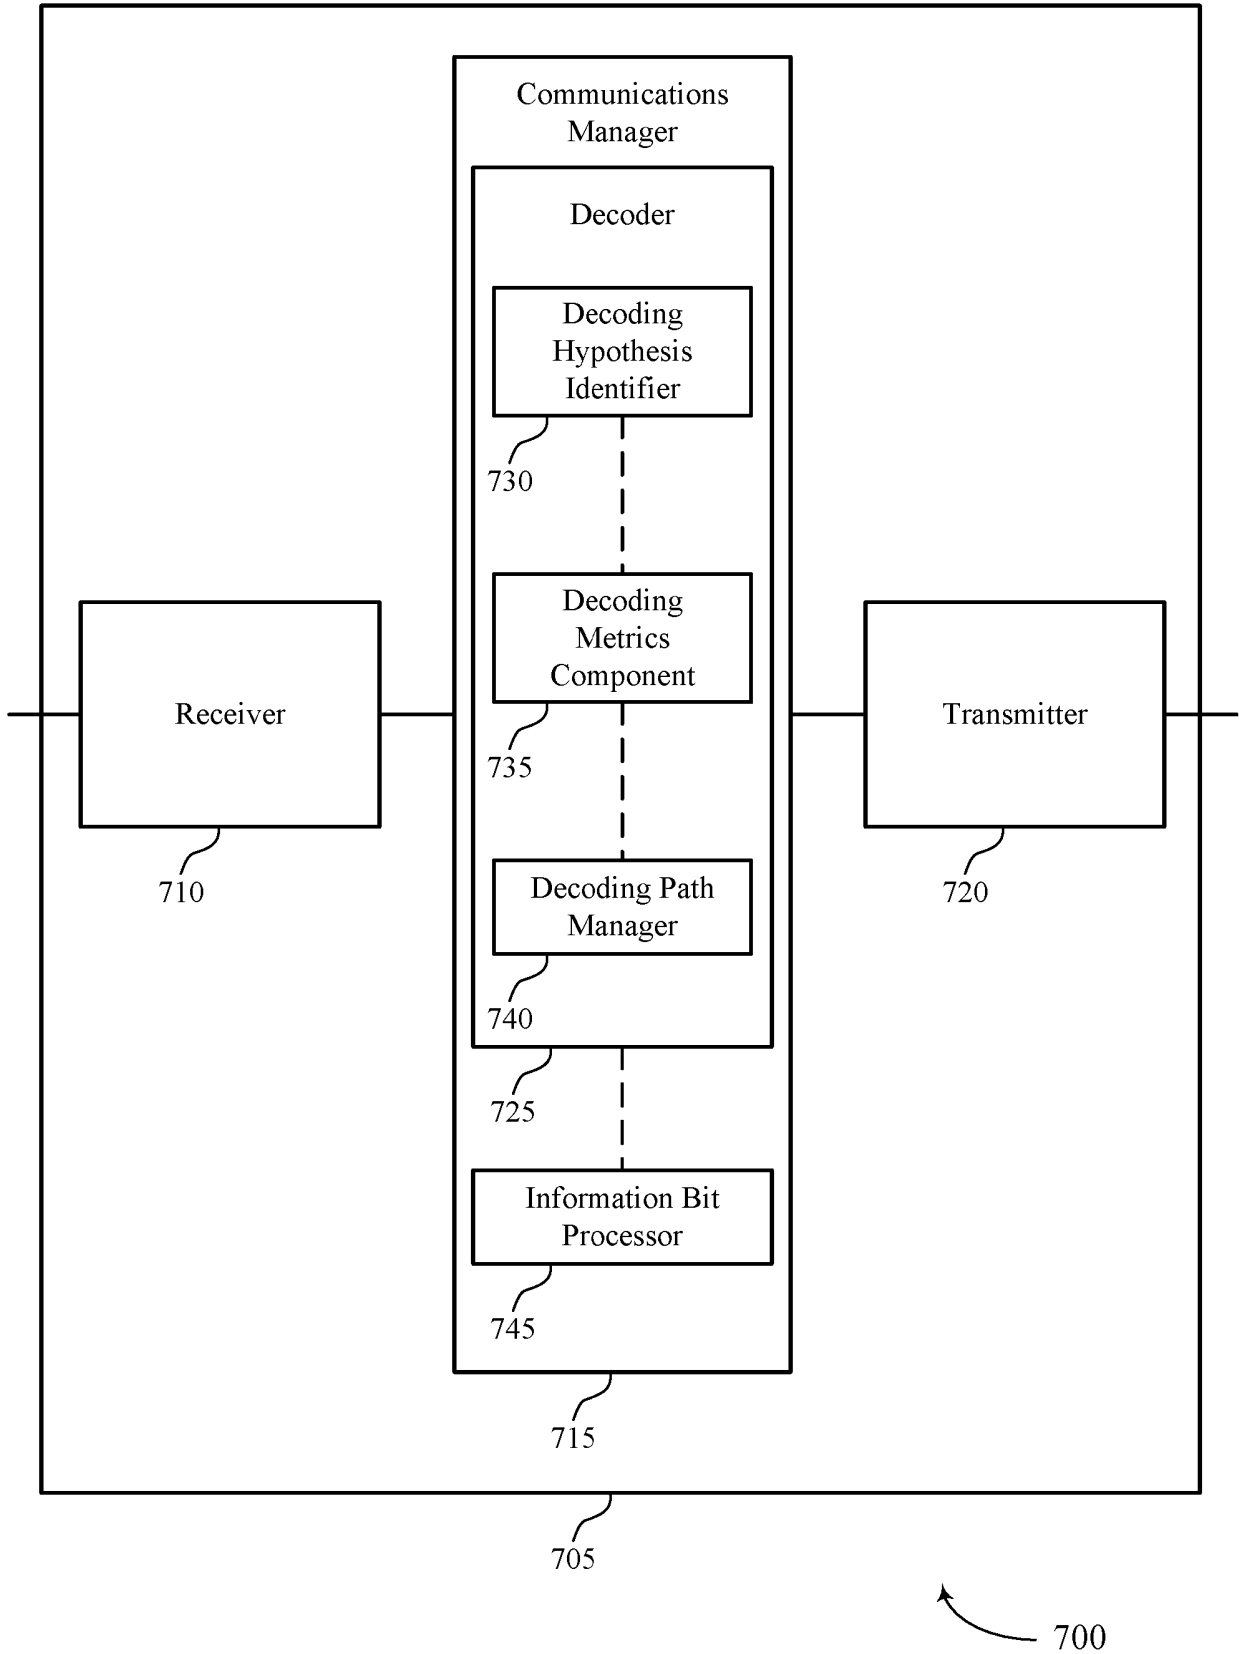 Communications
Manager
Decoder
Decoding
Hypothesis
Identifier
730
Decoding
Metrics
Component
735
Receiver
710
Transmitter
720
Decoding Path
Manager
740
725
Information Bit
Processor
745
715
705
700